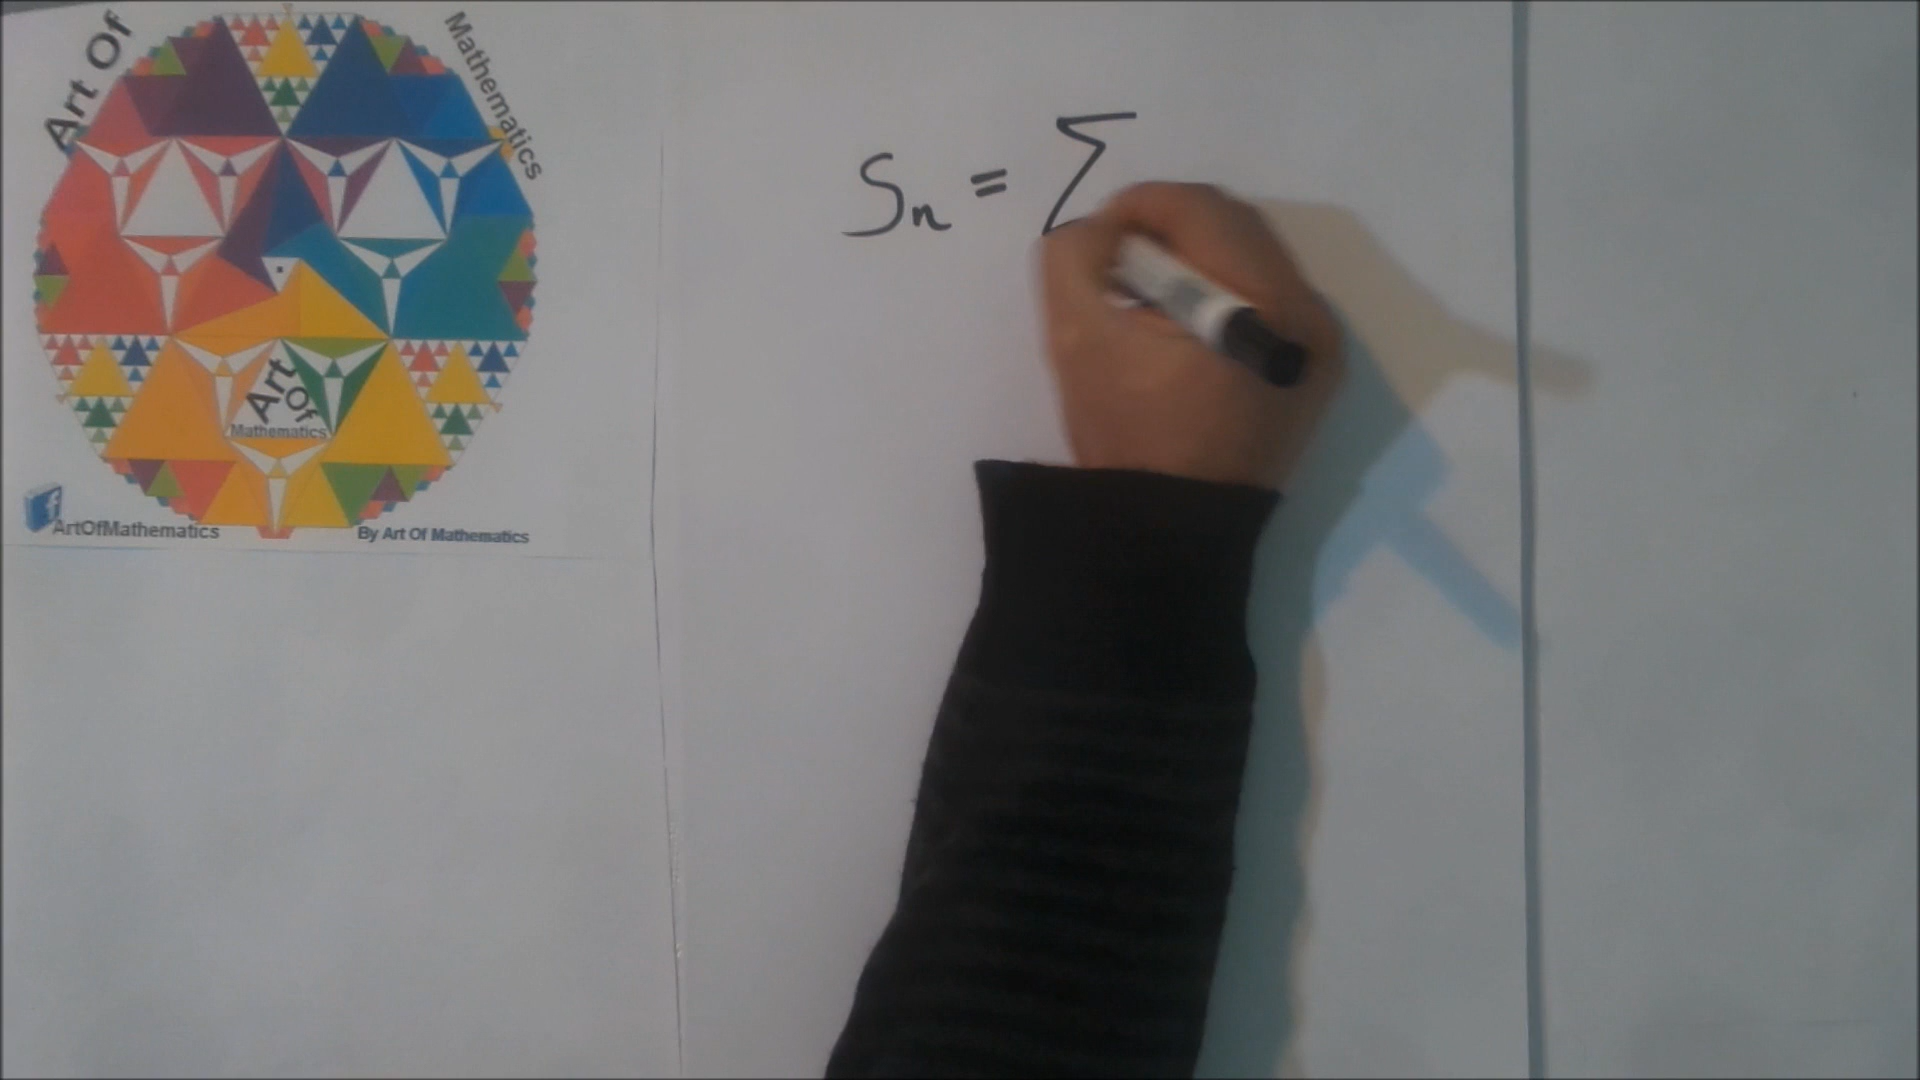 Art Of
Mathematics
Sn = Σ
Art
Of
Mathematics
f
ArtOfMathematics
By Art Of Mathematics